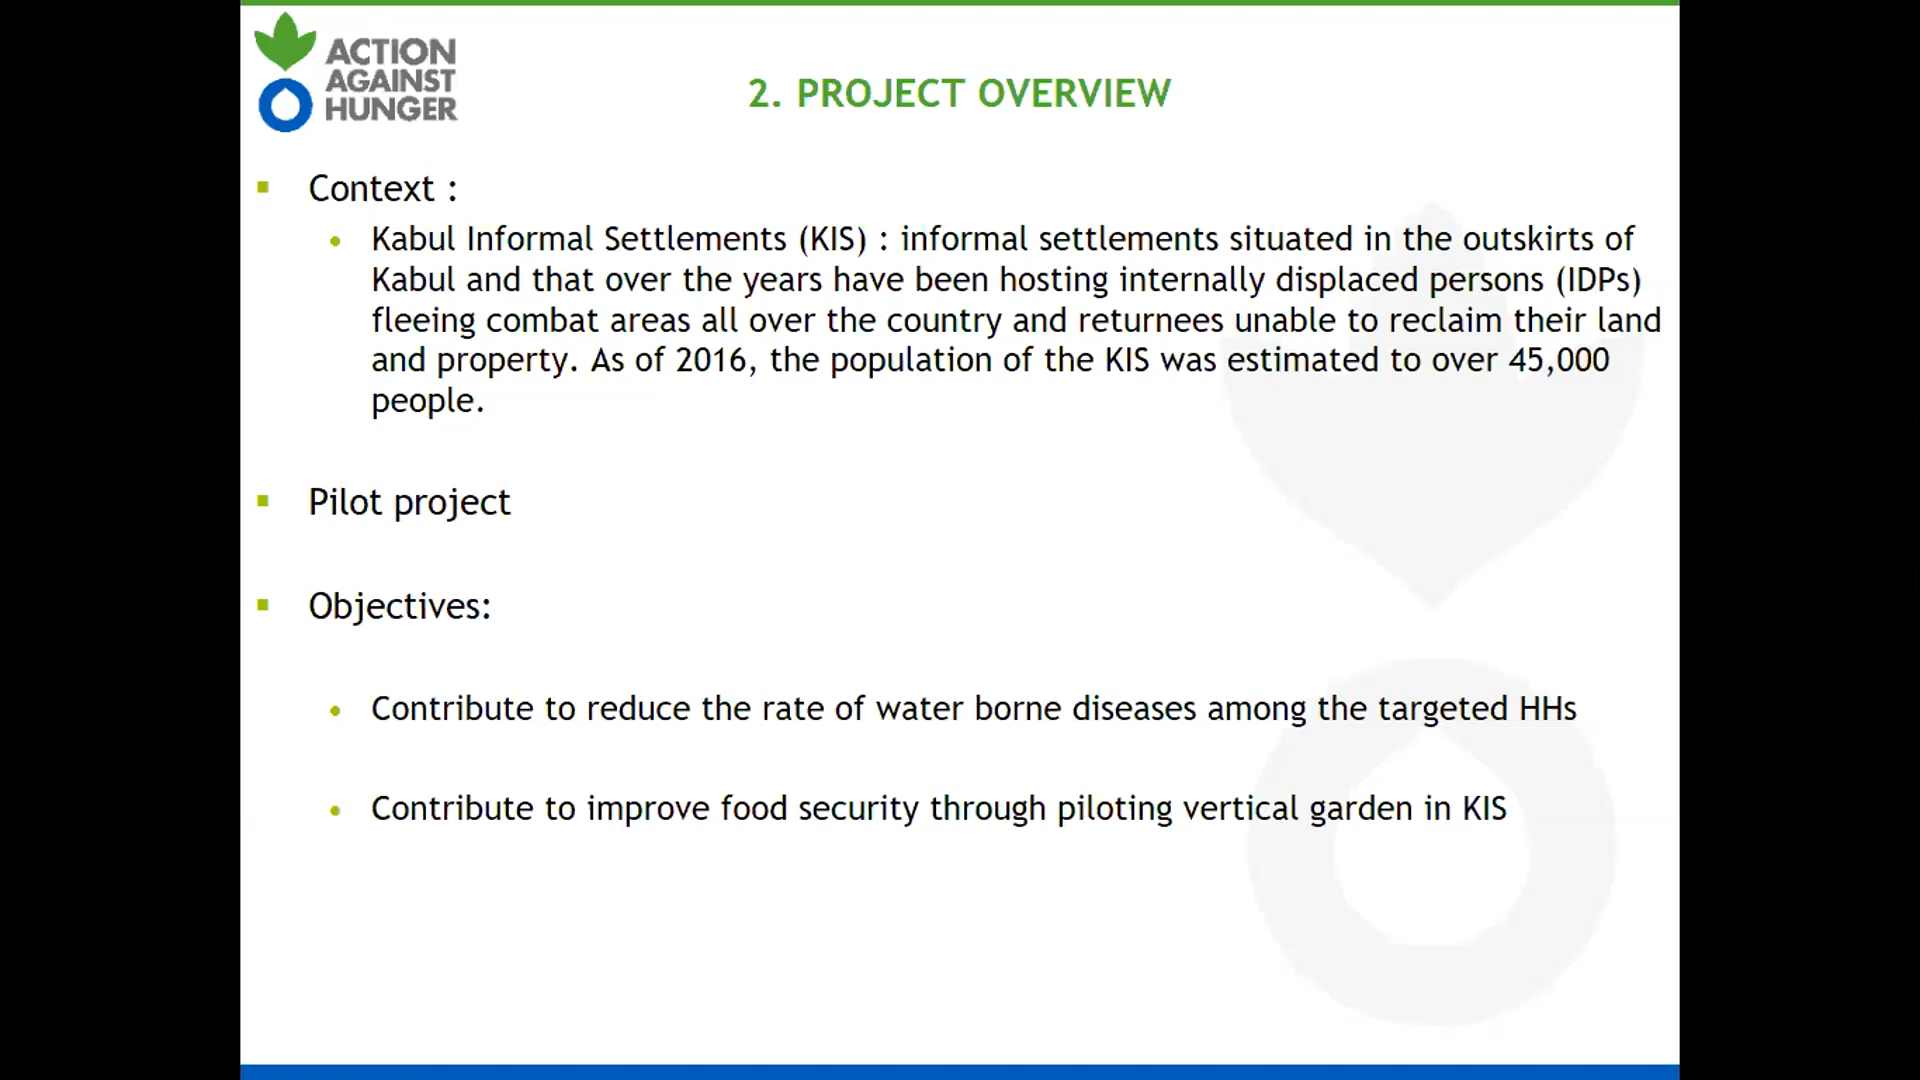 ACTION
AGAINST
HUNGER
2. PROJECT OVERVIEW
Context :
Kabul Informal Settlements (KIS) : informal settlements situated in the outskirts of
Kabul and that over the years have been hosting internally displaced persons (IDPs)
fleeing combat areas all over the country and returnees unable to reclaim their land
and property. As of 2016, the population of the KIS was estimated to over 45,000
people.
Pilot project
Objectives:
Contribute to reduce the rate of water borne diseases among the targeted HHs
Contribute to improve food security through piloting vertical garden in KIS